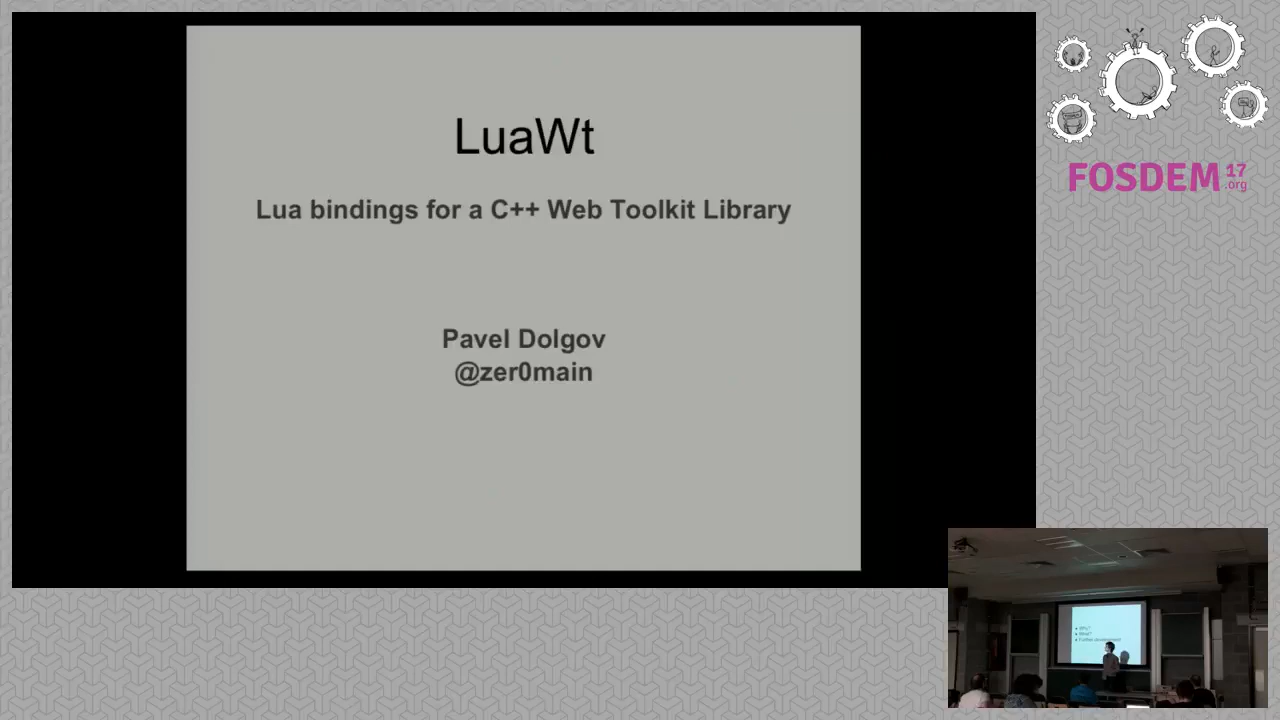 LuaWt
Lua bindings for a C++ Web Toolkit Library
Pavel Dolgov
@zer0main
FOSDEM 17
.org